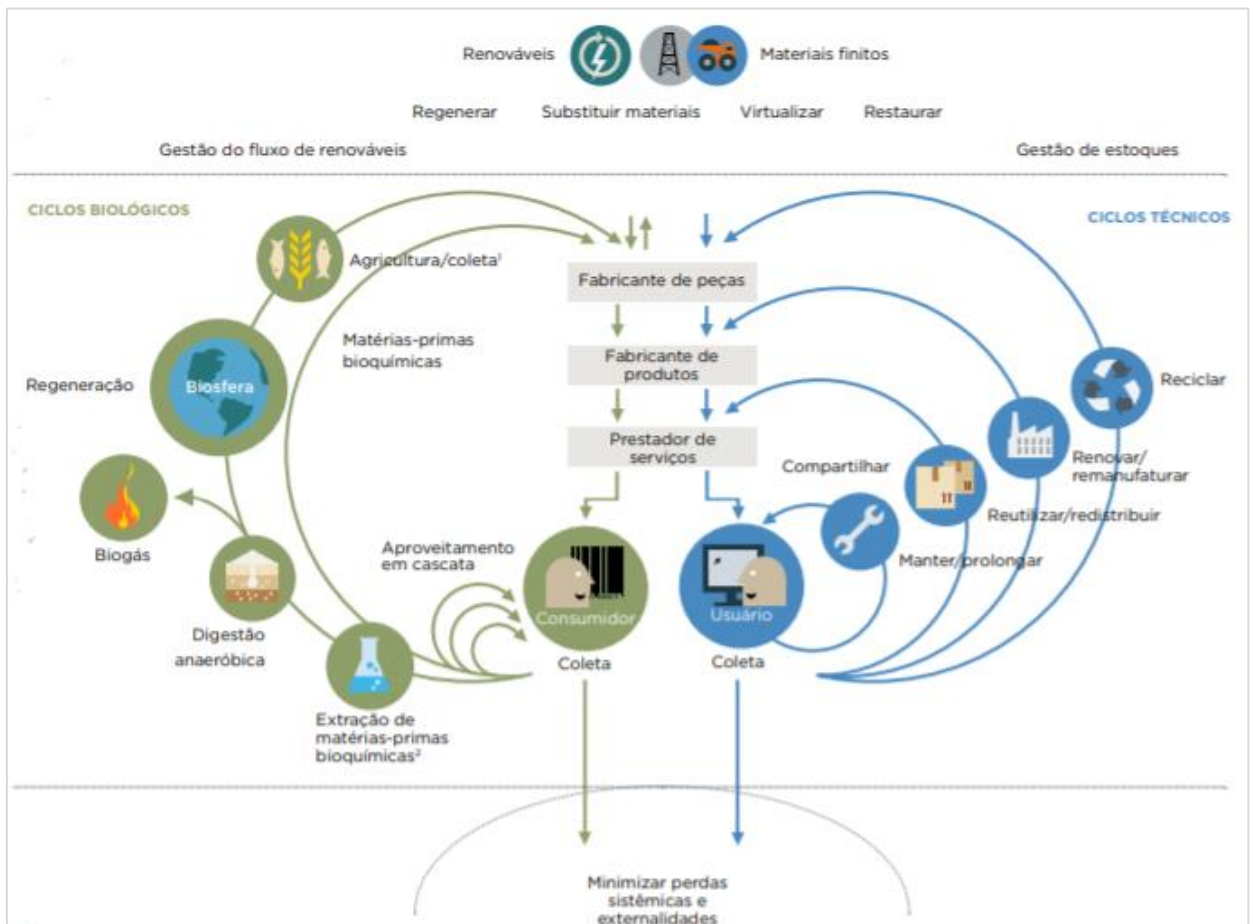 Renováveis
Materiais finitos
Regenerar
Substituir materiais
Virtualizar
Restaurar
Gestão do fluxo de renováveis
Gestão de estoques
CICLOS BIOLÓGICOS
CICLOS TÉCNICOS
Agricultura/coleta¹
Fabricante de peças
Matérias-primas
bioquímicas
Fabricante de
produtos
Regeneração
Biosfera
Reciclar
Prestador de
serviços
Compartilhar
Renovar/
remanufaturar
Reutilizar/redistribuir
Biogás
Aproveitamento
em cascata
Manter/prolongar
Consumidor
Usuário
Digestão
anaeróbica
Coleta
Coleta
Extração de
matérias-primas
bioquímicas²
Minimizar perdas
sistêmicas e
externalidades